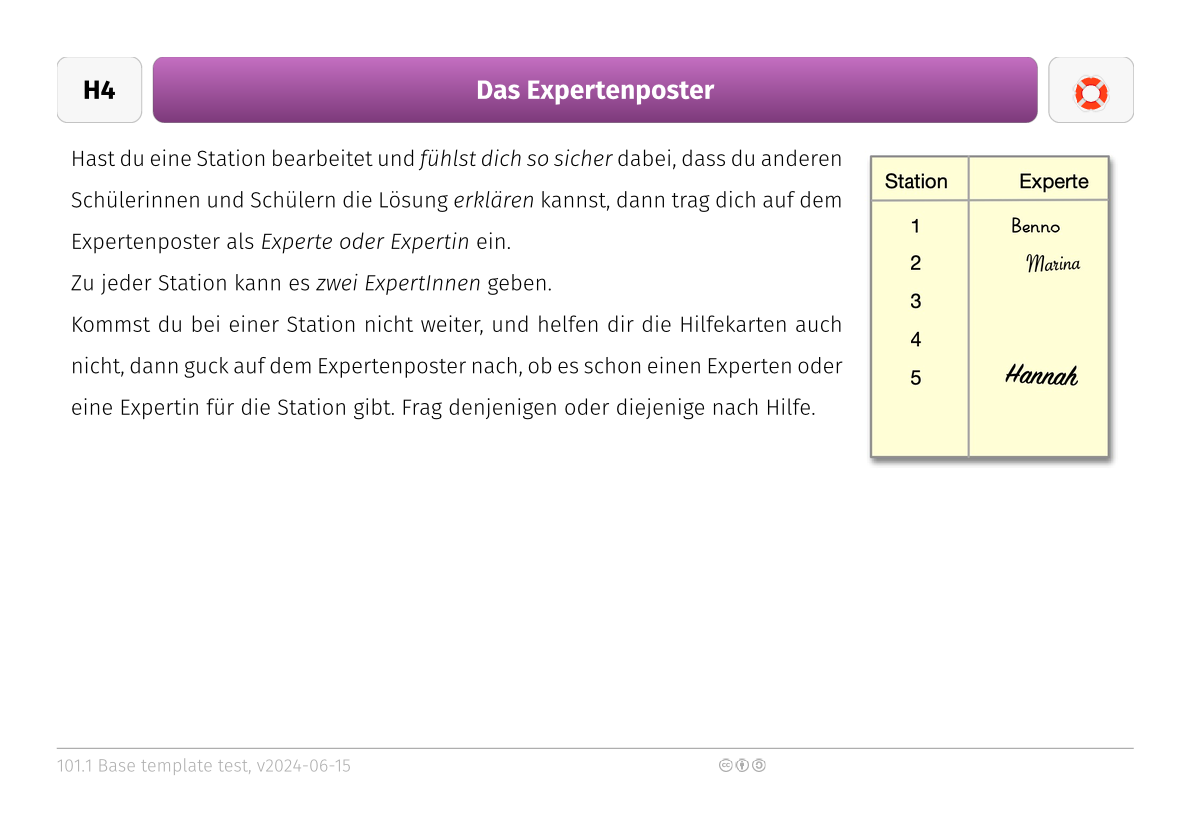 H4
Das Expertenposter
Hast du eine Station bearbeitet und fühlst dich so sicher dabei, dass du anderen
Schülerinnen und Schülern die Lösung erklären kannst, dann trag dich auf dem
Expertenposter als Experte oder Expertin ein.
Zu jeder Station kann es zwei ExpertInnen geben.
Kommst du bei einer Station nicht weiter, und helfen dir die Hilfekarten auch
nicht, dann guck auf dem Expertenposter nach, ob es schon einen Experten oder
eine Expertin für die Station gibt. Frag denjenigen oder diejenige nach Hilfe.
Station Experte
1 Benno
2 Marina
3
4
5 Hannah
101.1 Base template test, v2024-06-15